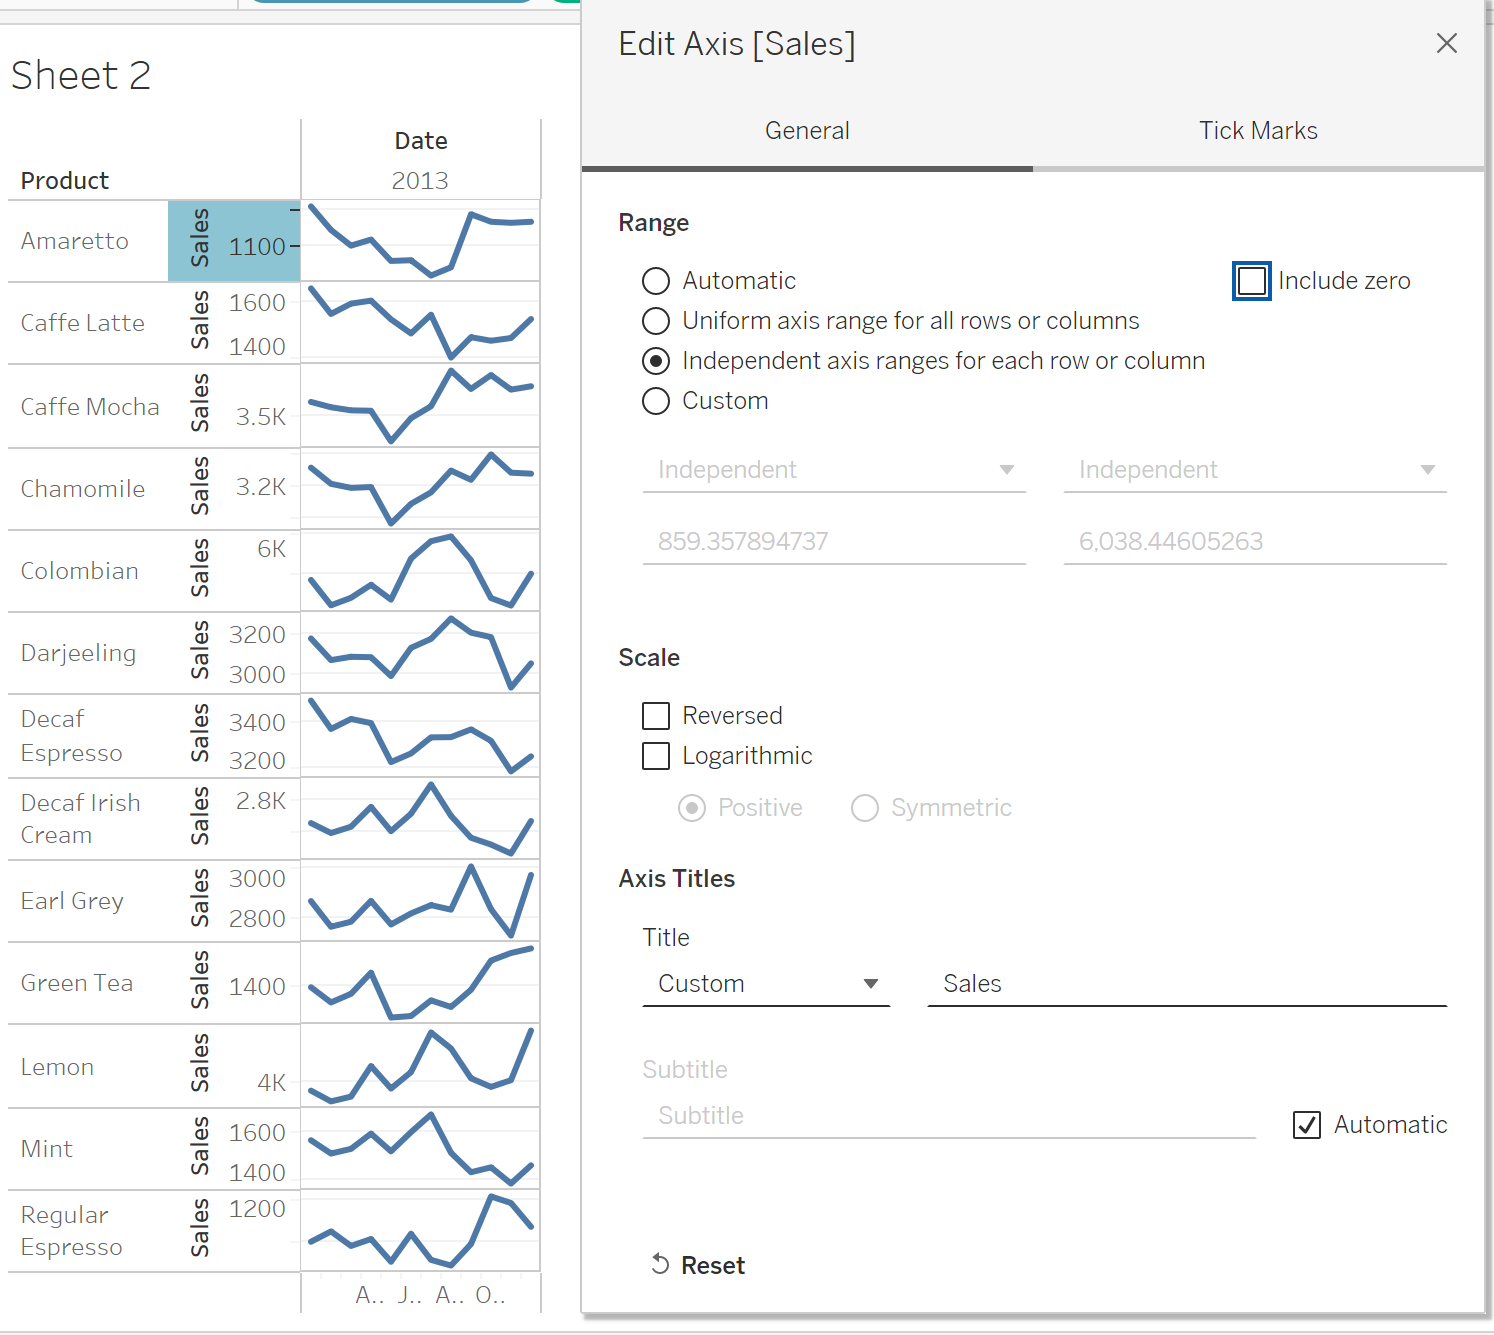 Sheet 2
Date
Product
2013
Amaretto Sales 1100
Caffe Latte Sales 1600 1400
Caffe Mocha Sales 3.5K
Chamomile Sales 3.2K
Colombian Sales 6K
Darjeeling Sales 3200 3000
Decaf
Espresso Sales 3400 3200
Decaf Irish
Cream Sales 2.8K
Earl Grey Sales 3000 2800
Green Tea Sales 1400
Lemon Sales 4K
Mint Sales 1600 1400
Regular
Espresso Sales 1200
A.. J.. A.. O..
Edit Axis [Sales]
General Tick Marks
Range
Automatic Include zero
Uniform axis range for all rows or columns
Independent axis ranges for each row or column
Custom
Independent Independent
859.357894737 6,038.44605263
Scale
Reversed
Logarithmic
Positive Symmetric
Axis Titles
Title
Custom Sales
Subtitle
Subtitle Automatic
Reset